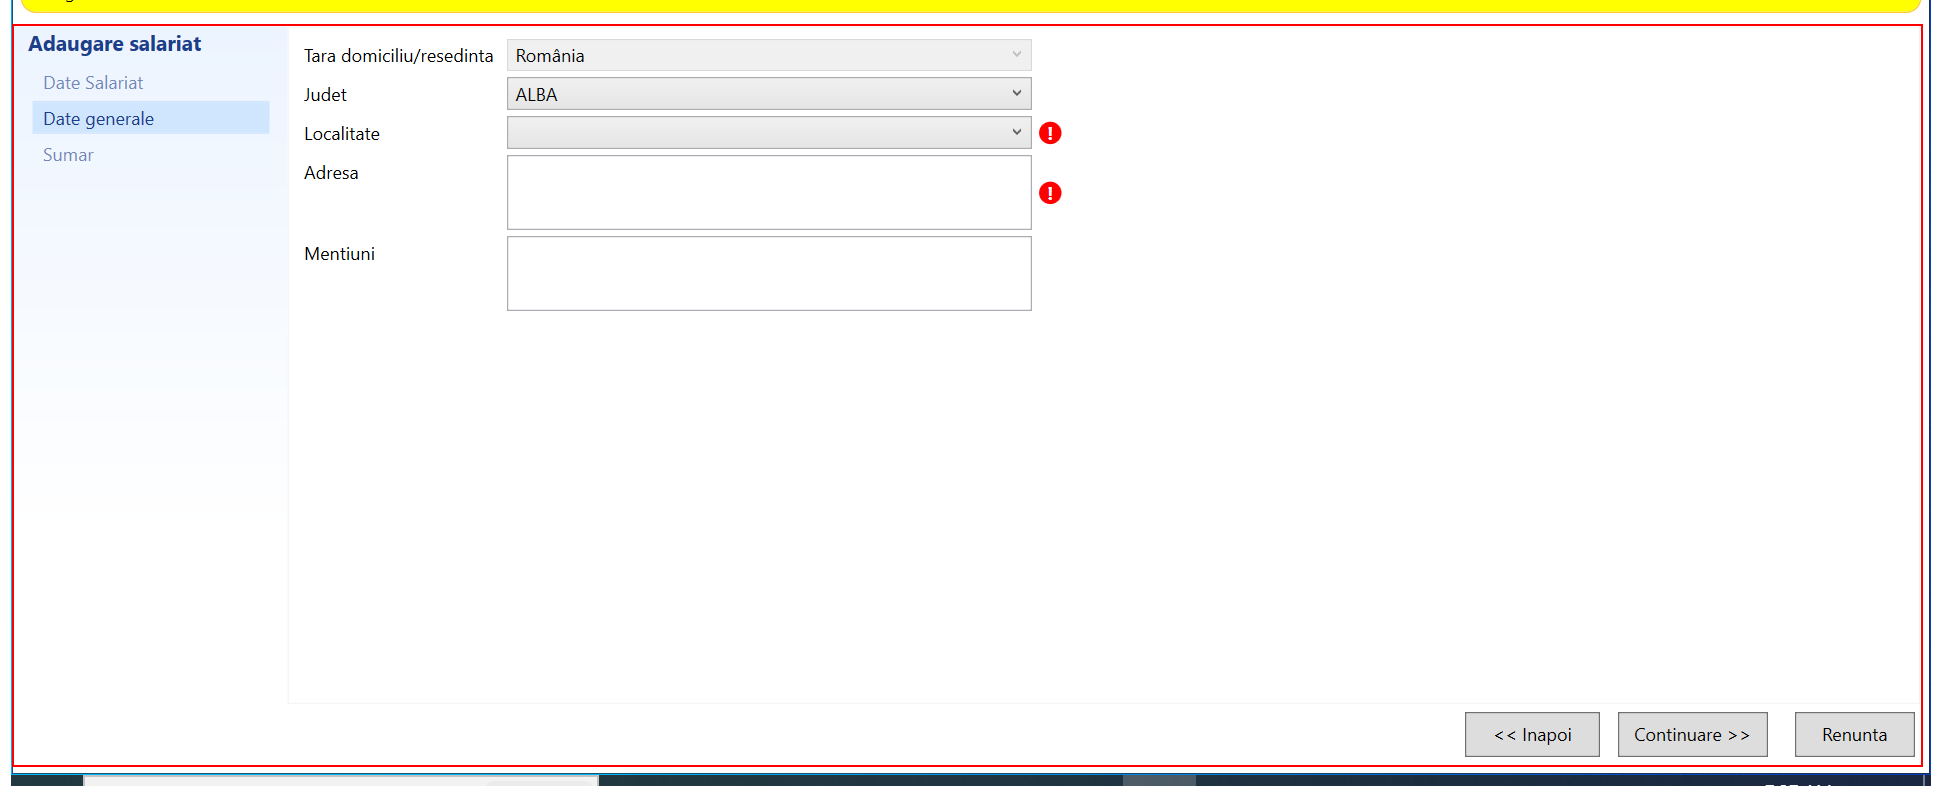 Adaugare salariat
Date Salariat
Date generale
Sumar
Tara domiciliu/resedinta România
Judet ALBA
Localitate
Adresa
Mentiuni
<< Inapoi Continuare >> Renunta